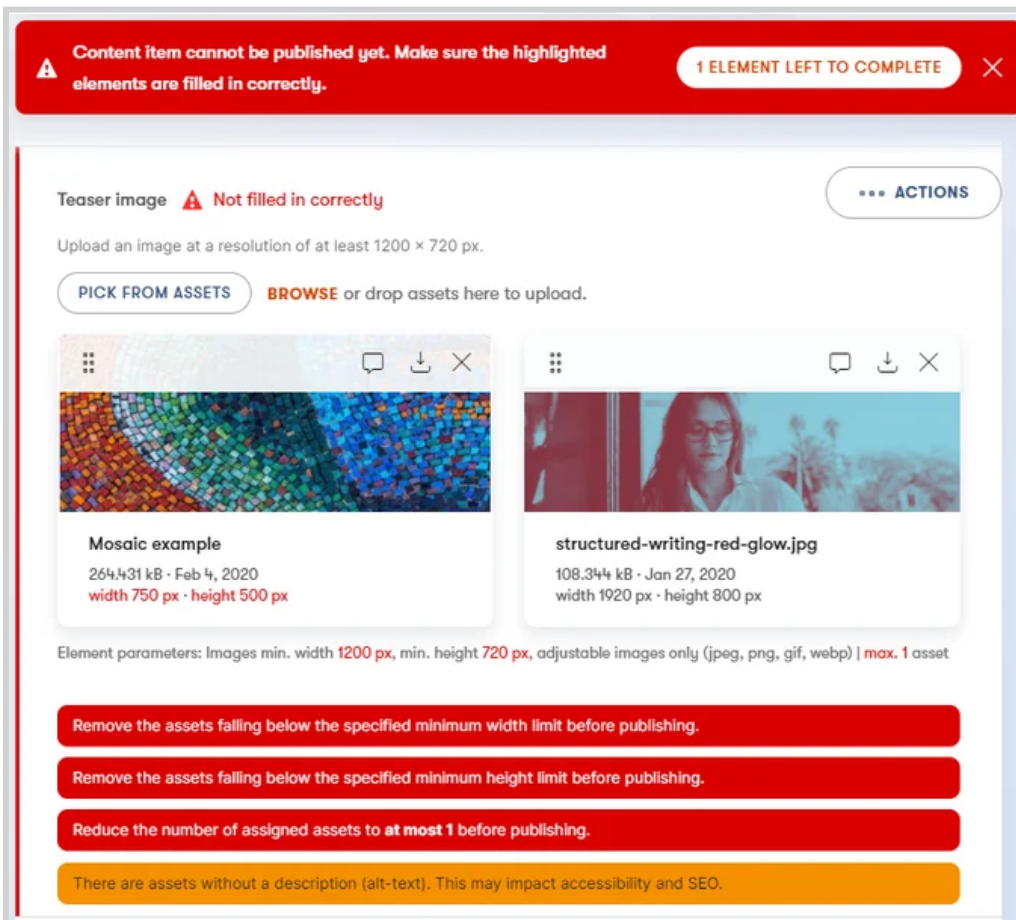 Content item cannot be published yet. Make sure the highlighted
elements are filled in correctly.
1 ELEMENT LEFT TO COMPLETE
Teaser image Not filled in correctly
ACTIONS
Upload an image at a resolution of at least 1200 × 720 px.
PICK FROM ASSETS BROWSE or drop assets here to upload.
Mosaic example
264.431 kB · Feb 4, 2020
width 750 px · height 500 px
structured-writing-red-glow.jpg
108.344 kB · Jan 27, 2020
width 1920 px · height 800 px
Element parameters: Images min. width 1200 px, min. height 720 px, adjustable images only (jpeg, png, gif, webp) | max. 1 asset
Remove the assets falling below the specified minimum width limit before publishing.
Remove the assets falling below the specified minimum height limit before publishing.
Reduce the number of assigned assets to at most 1 before publishing.
There are assets without a description (alt-text). This may impact accessibility and SEO.